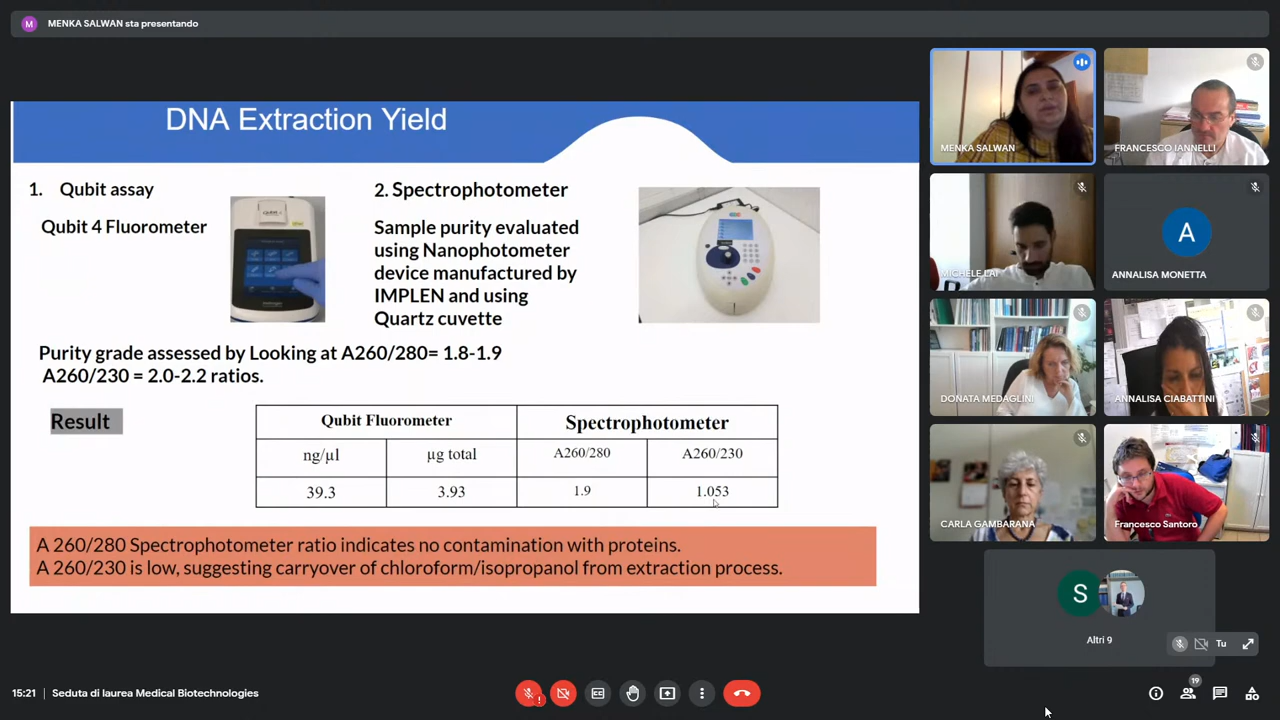 M MENKA SALWAN sta presentando
DNA Extraction Yield
1. Qubit assay
Qubit 4 Fluorometer
2. Spectrophotometer
Sample purity evaluated
using Nanophotometer
device manufactured by
IMPLEN and using
Quartz cuvette
Purity grade assessed by Looking at A260/280= 1.8-1.9
A260/230 = 2.0-2.2 ratios.
Result
Qubit Fluorometer Spectrophotometer
ng/µl µg total A260/280 A260/230
39.3 3.93 1.9 1.053
A 260/280 Spectrophotometer ratio indicates no contamination with proteins.
A 260/230 is low, suggesting carryover of chloroform/isopropanol from extraction process.
MENKA SALWAN
FRANCESCO IANNELLI
MICHELE LAI
A
ANNALISA MONETTA
DONATA MEDAGLINI
ANNALISA CIABATTINI
CARLA GAMBARANA
Francesco Santoro
S
Altri 9
Tu
15:21 Seduta di laurea Medical Biotechnologies
19